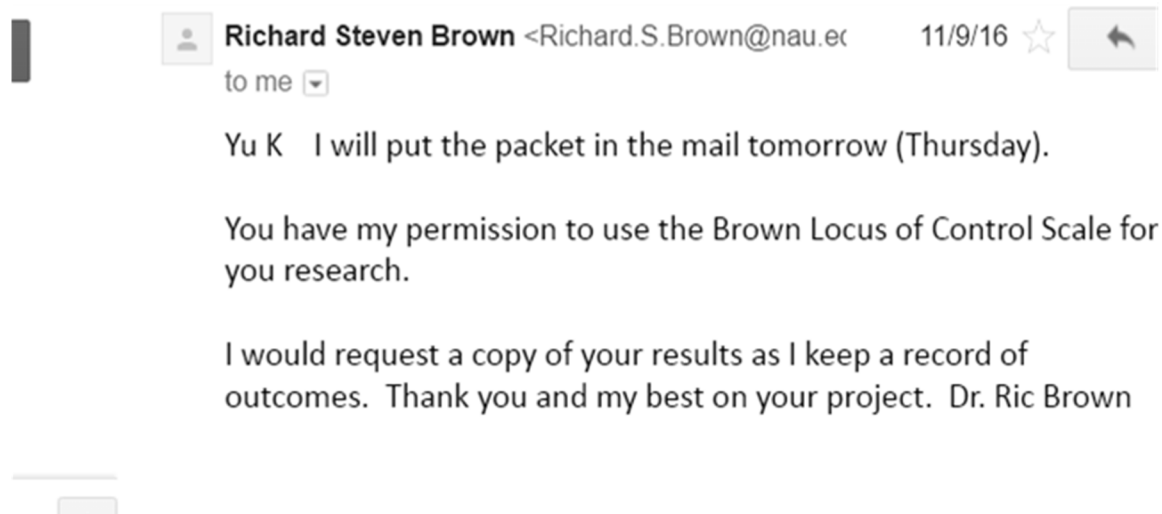 Richard Steven Brown <Richard.S.Brown@nau.ec 11/9/16
to me
Yu K I will put the packet in the mail tomorrow (Thursday).
You have my permission to use the Brown Locus of Control Scale for
you research.
I would request a copy of your results as I keep a record of
outcomes. Thank you and my best on your project. Dr. Ric Brown